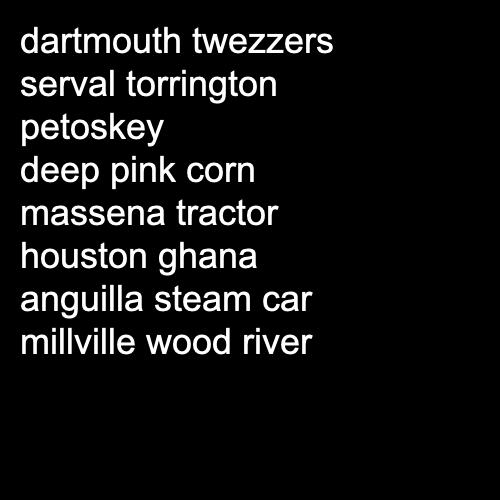 dartmouth twezzers
serval torrington
petoskey
deep pink corn
massena tractor
houston ghana
anguilla steam car
millville wood river